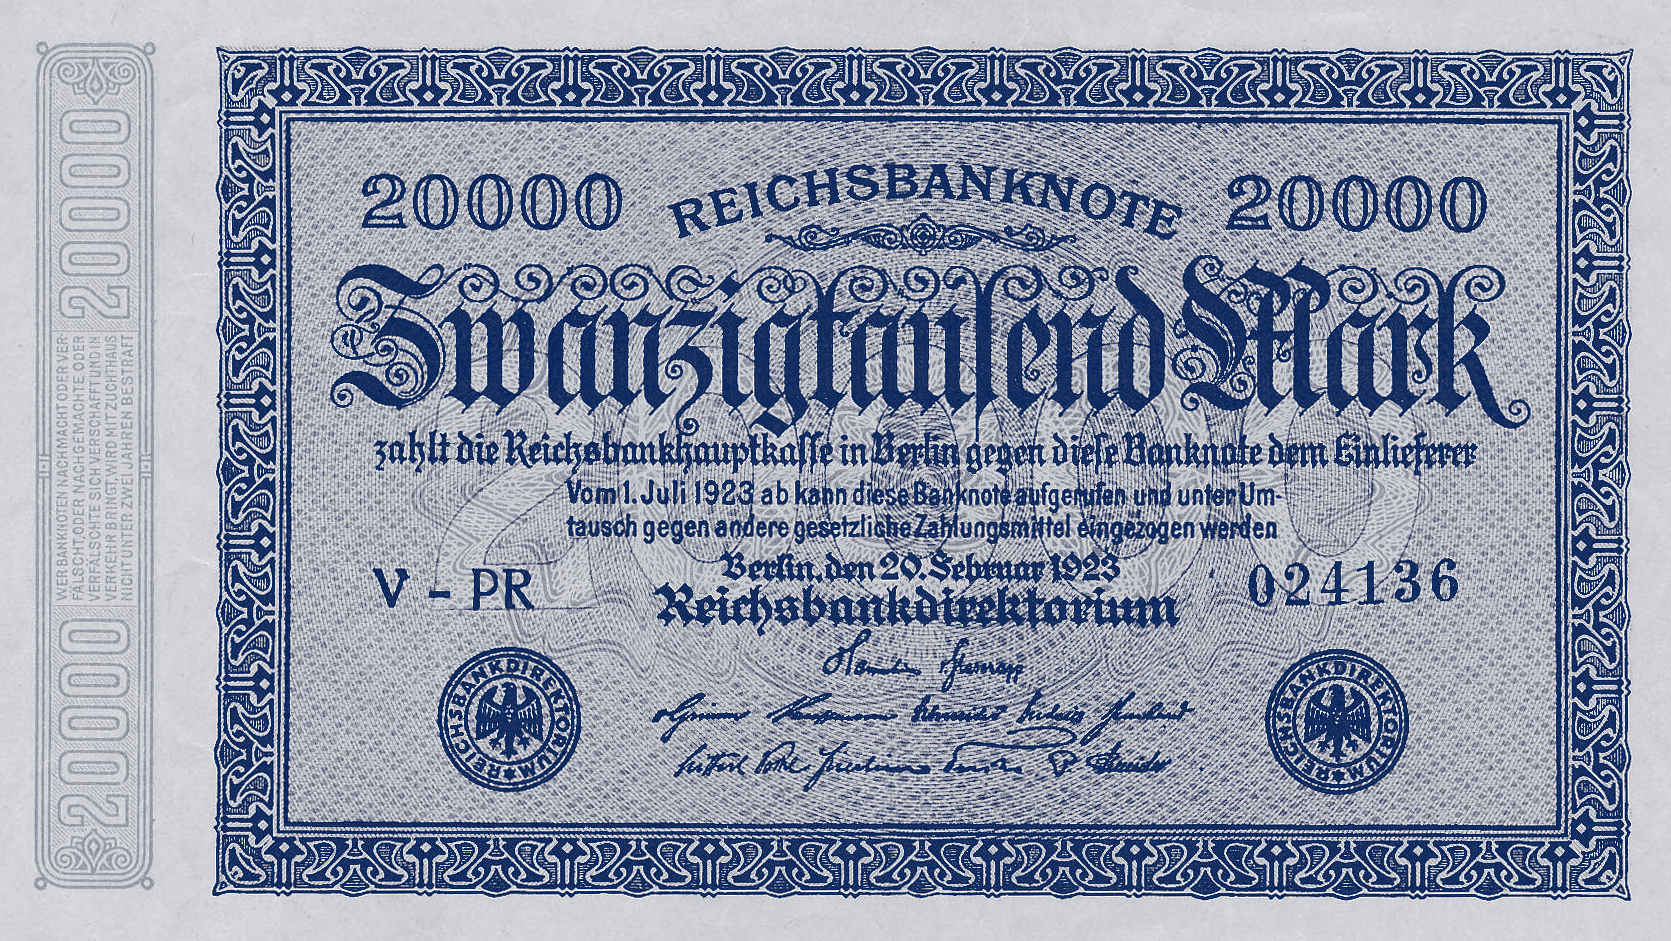 20000
WER BANKNOTEN NACHMACHT ODER VER-
FÄLSCHT, ODER NACHGEMACHTE ODER
VERFÄLSCHTE SICH VERSCHAFFT UND IN
VERKEHR BRINGT, WIRD MIT ZUCHTHAUS
NICHT UNTER ZWEI JAHREN BESTRAFT
20000
20000 REICHSBANKNOTE 20000
Zwanzigtausend Mark
zahlt die Reichsbankhauptkasse in Berlin gegen diese Banknote dem Einlieferer
Vom 1. Juli 1923 ab kann diese Banknote aufgerufen und unter Um-
tausch gegen andere gesetzliche Zahlungsmittel eingezogen werden
Berlin, den 20. Februar 1923
V - PR 024136
Reichsbankdirektorium
REICHSBANKDIREKTORIUM
REICHSBANKDIREKTORIUM
20000